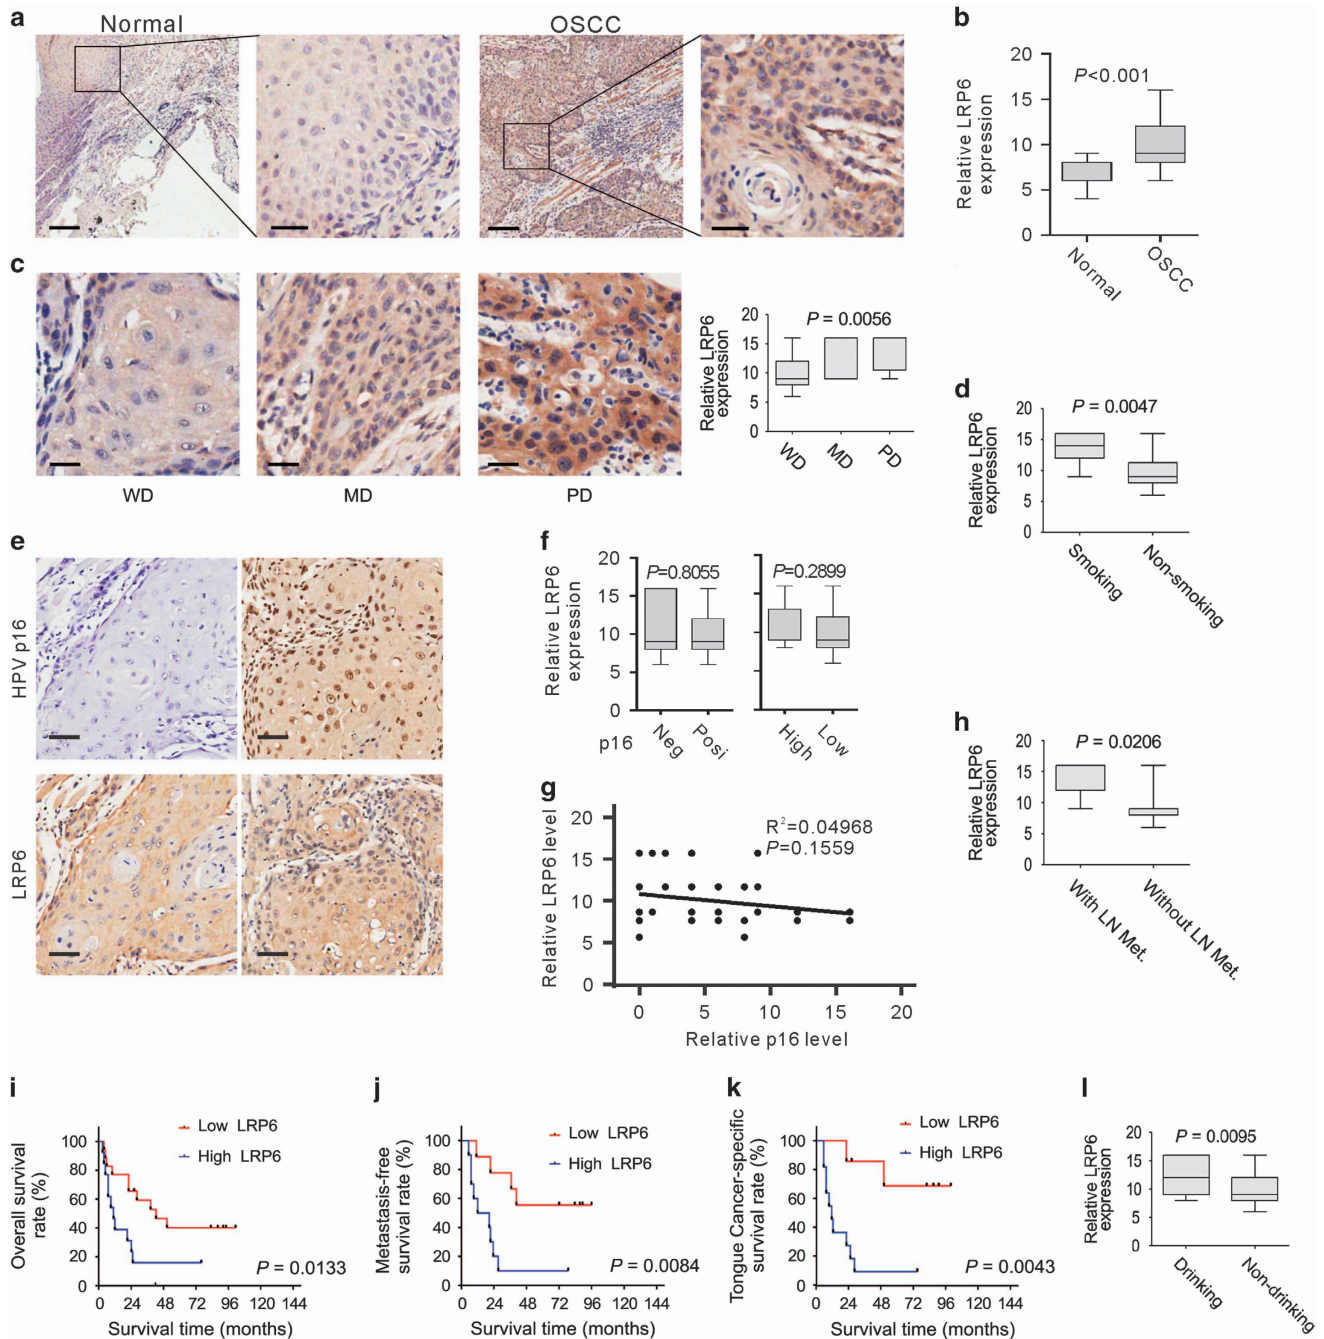 a
Normal
OSCC
b
Relative LRP6
expression
20
15
10
5
0
P<0.001
Normal
OSCC
c
WD
MD
PD
Relative LRP6
expression
20
15
10
5
0
P = 0.0056
WD
MD
PD
d
Relative LRP6
expression
20
15
10
5
0
P = 0.0047
Smoking
Non-smoking
e
HPV p16
LRP6
f
Relative LRP6
expression
20
15
10
5
0
P=0.8055
P=0.2899
p16
Neg
Posi
High
Low
g
Relative LRP6 level
20
15
10
5
0
R²=0.04968
P=0.1559
0 5 10 15 20
Relative p16 level
h
Relative LRP6
expression
20
15
10
5
0
P = 0.0206
With LN Met.
Without LN Met.
i
Overall survival
rate (%)
100
80
60
40
20
0
Low LRP6
High LRP6
P = 0.0133
0 24 48 72 96 120 144
Survival time (months)
j
Metastasis-free
survival rate (%)
100
80
60
40
20
0
Low LRP6
High LRP6
P = 0.0084
0 24 48 72 96 120 144
Survival time (months)
k
Tongue Cancer-specific
survival rate (%)
100
80
60
40
20
0
Low LRP6
High LRP6
P = 0.0043
0 24 48 72 96 120 144
Survival time (months)
l
Relative LRP6
expression
20
15
10
5
0
P = 0.0095
Drinking
Non-drinking